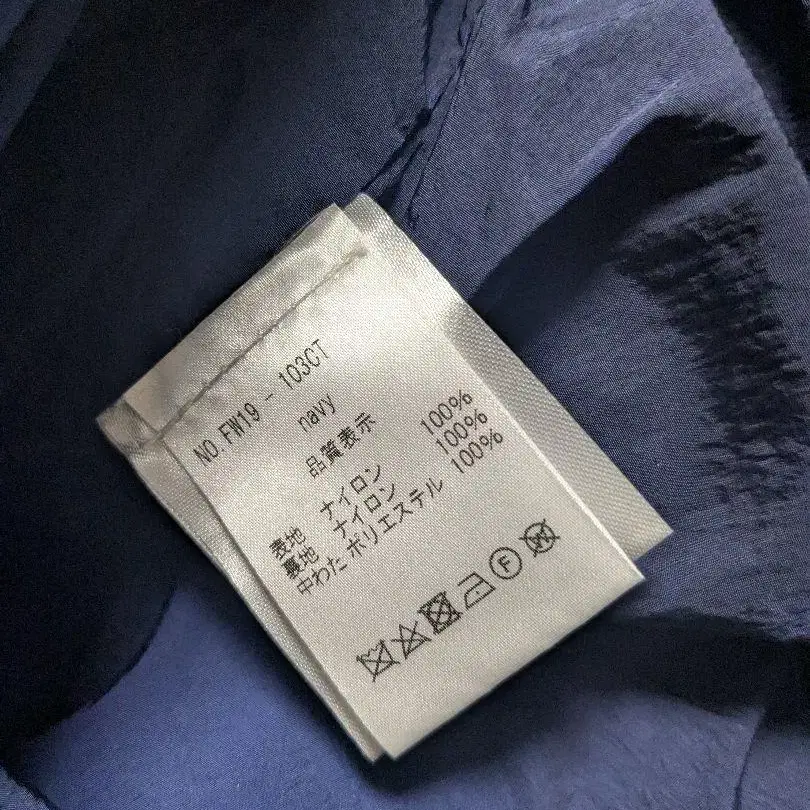 NO.FW19 - 103CT
navy
品質表示
表地 ナイロン 100%
裏地 ナイロン 100%
中わた ポリエステル 100%
F
W